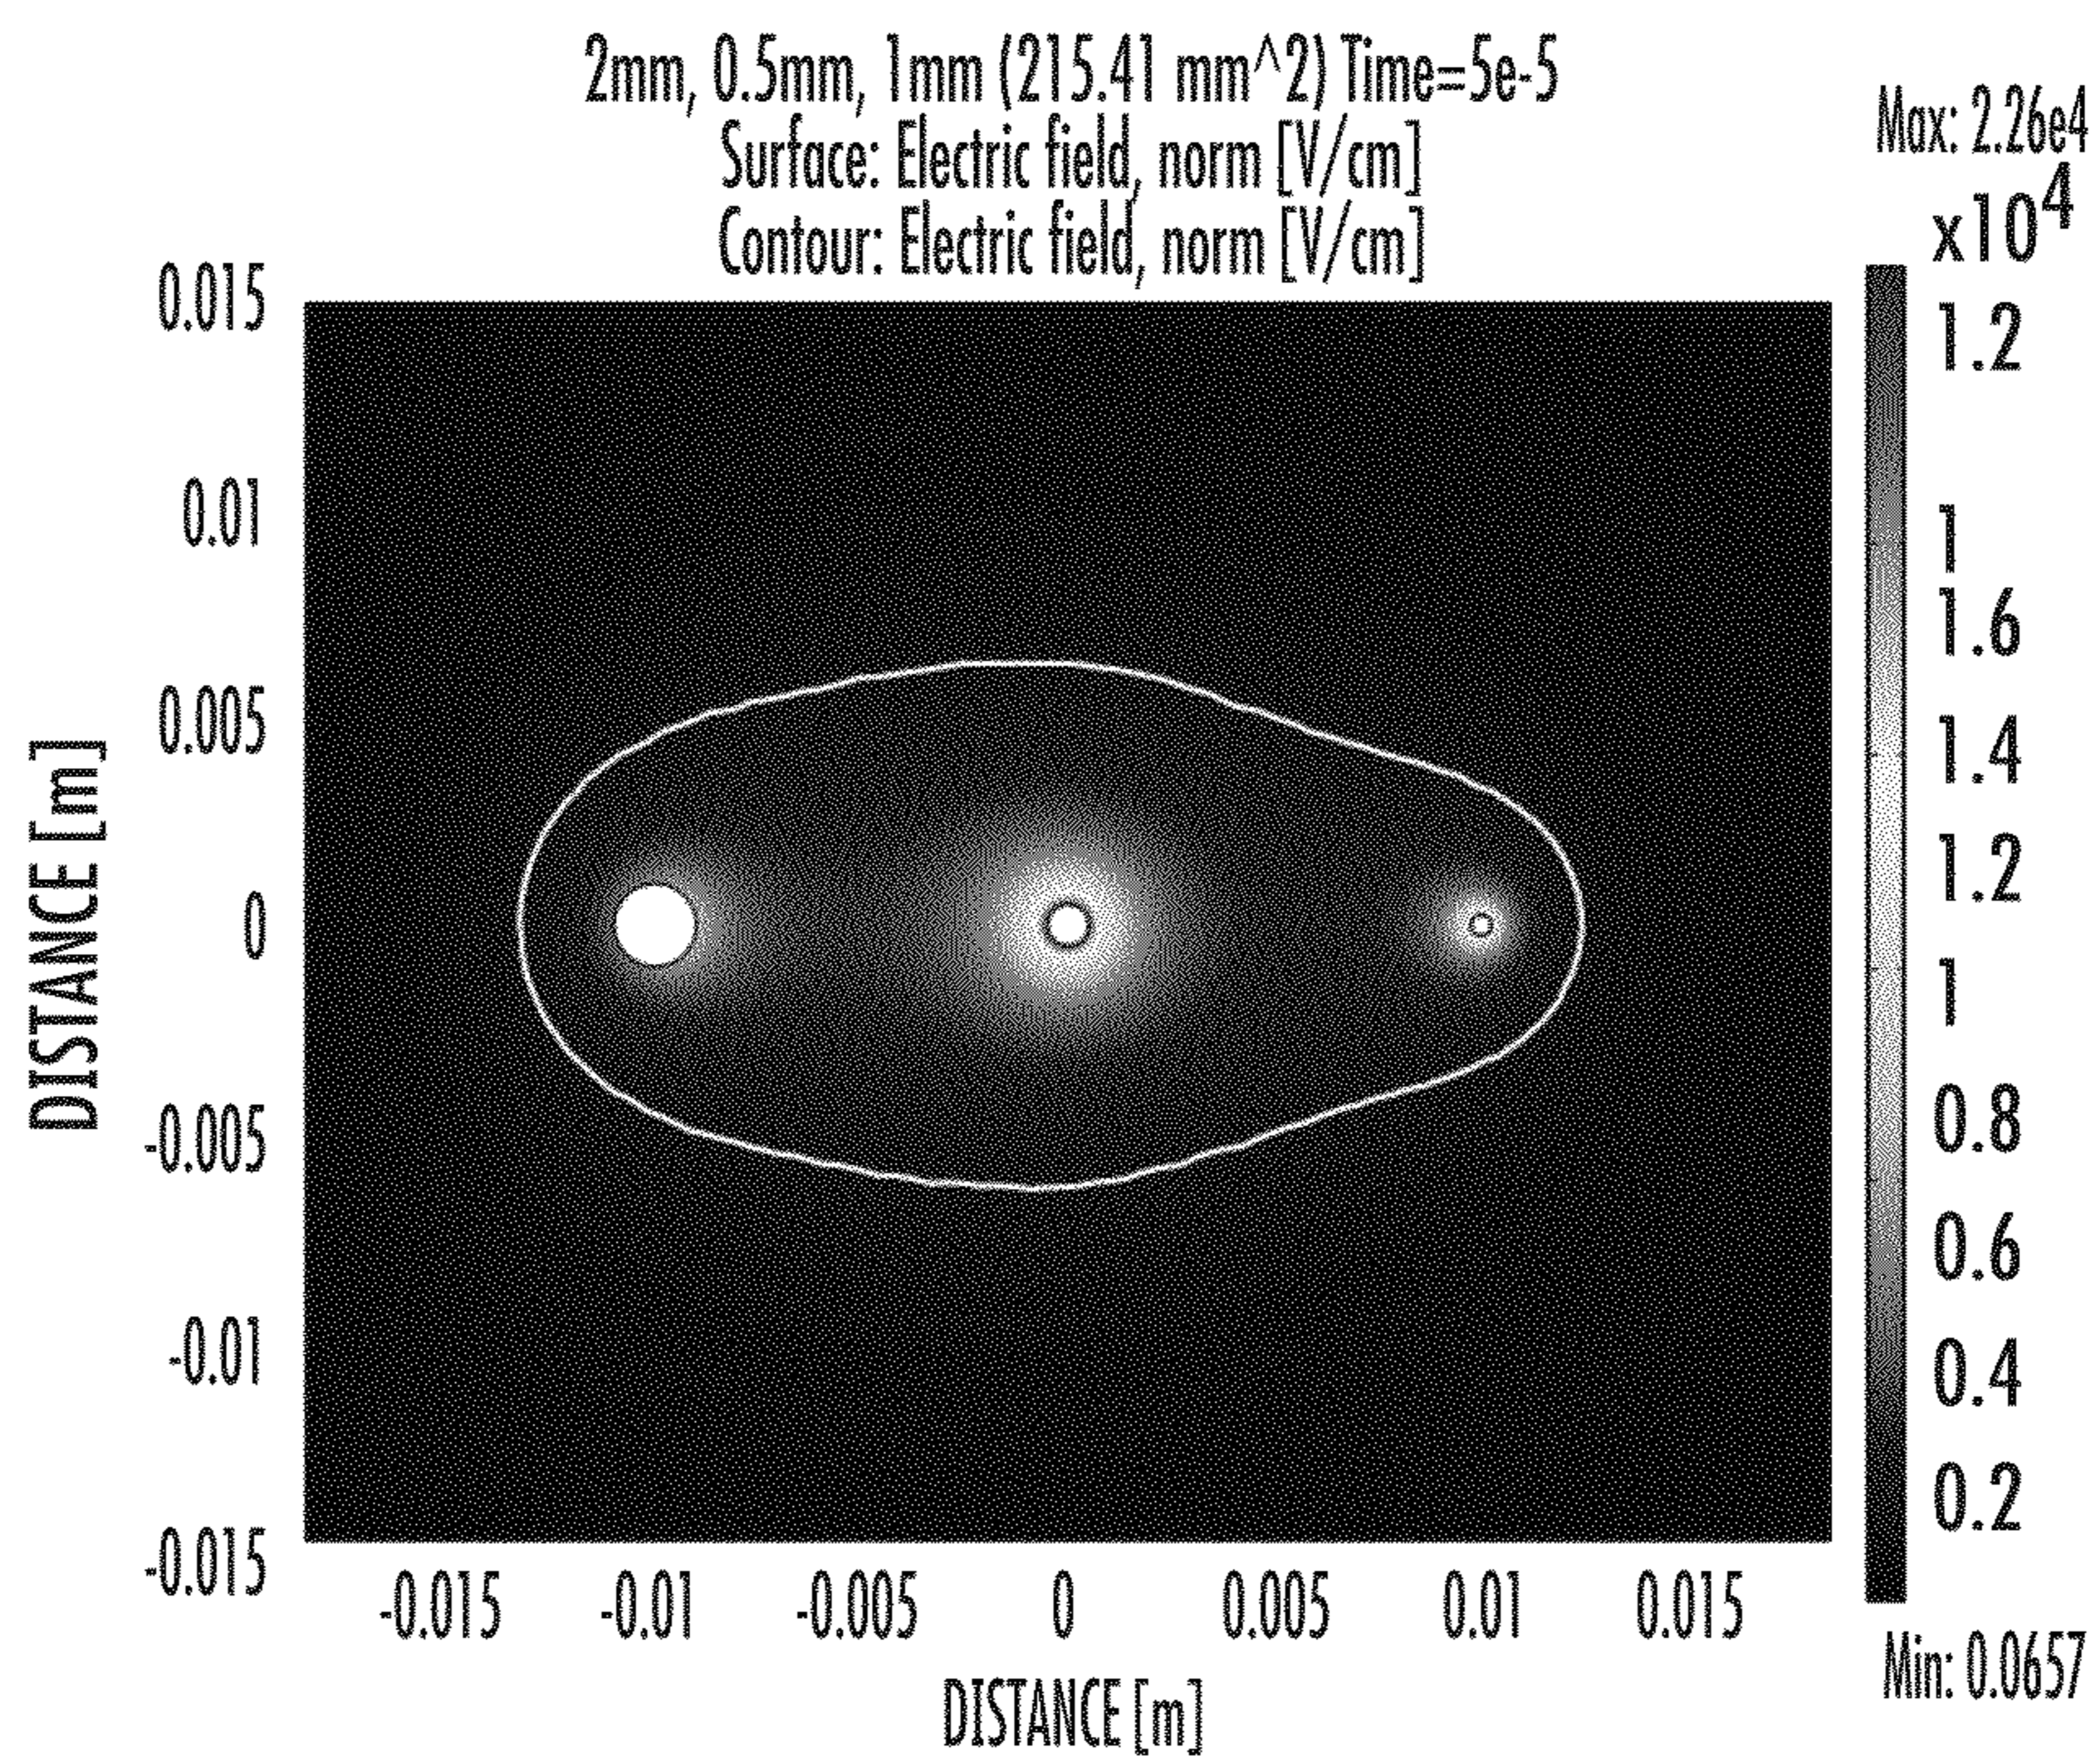 2mm, 0.5mm, 1mm (215.41 mm^2) Time=5e-5
Surface: Electric field, norm [V/cm]
Contour: Electric field, norm [V/cm]
Max: 2.26e4
x10^4
1.2
1
1.6
1.4
1.2
1
0.8
0.6
0.4
0.2
Min: 0.0657
DISTANCE [m]
0.015
0.01
0.005
0
-0.005
-0.01
-0.015
-0.015 -0.01 -0.005 0 0.005 0.01 0.015
DISTANCE [m]